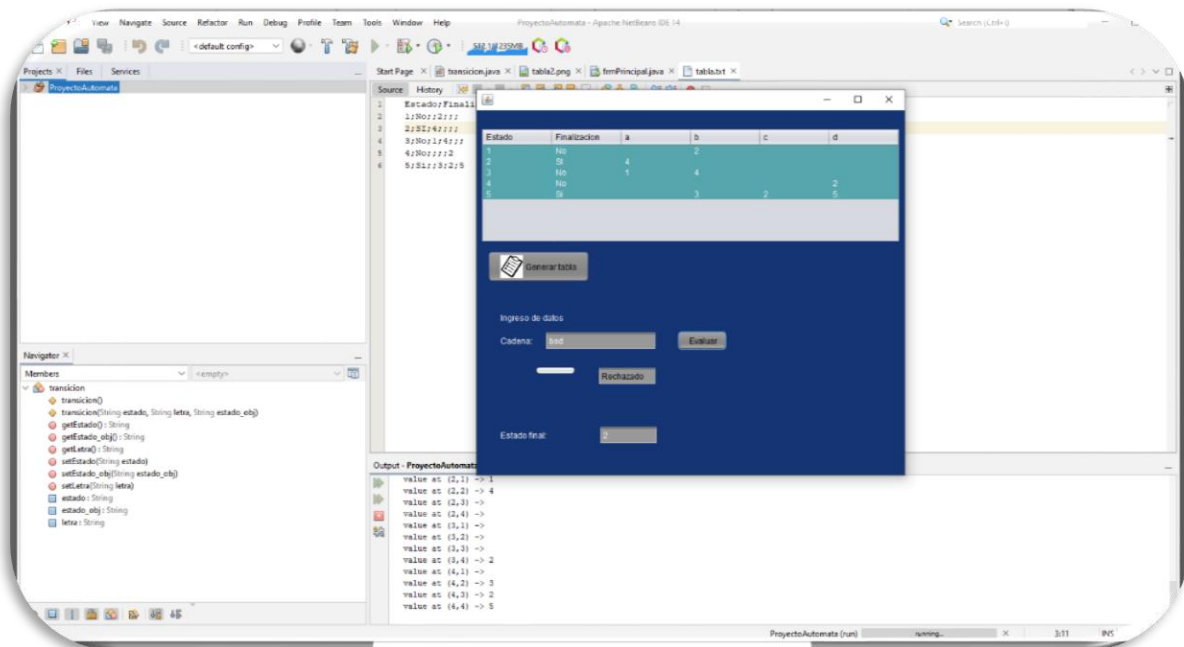 View Navigate Source Refactor Run Debug Profile Team Tools Window Help
ProyectoAutomata - Apache NetBeans IDE 14
Search (Ctrl+I)
<default config>
Projects Files Services
Start Page transicion.java tabla2.png frmPrincipal.java tabla.txt
ProyectoAutomata
Source History
1 Estado;Finali
2 1;No;;2;;;
3 2;SI;4;;;;
4 3;No;1;4;;;
5 4;No;;;;2
6 5;Si;;3;2;5
Estado Finalizacion a b c d
1 No 2
2 Si 4
3 No 1 4
4 No 2
5 Si 3 2 5
Generar tabla
Ingreso de datos
Cadena: Evaluar
Rechazado
Estado final: 2
Navigator
Members <empty>
transicion
transicion()
transicion(String estado, String letra, String estado_obj)
getEstado() : String
getEstado_obj() : String
getLetra() : String
setEstado(String estado)
setEstado_obj(String estado_obj)
setLetra(String letra)
estado : String
estado_obj : String
letra : String
Output - ProyectoAutomata
value at (2,1) -> 1
value at (2,2) -> 4
value at (2,3) ->
value at (2,4) ->
value at (3,1) ->
value at (3,2) ->
value at (3,3) ->
value at (3,4) -> 2
value at (4,1) ->
value at (4,2) -> 3
value at (4,3) -> 2
value at (4,4) -> 5
ProyectoAutomata (run) running... 3:11 INS